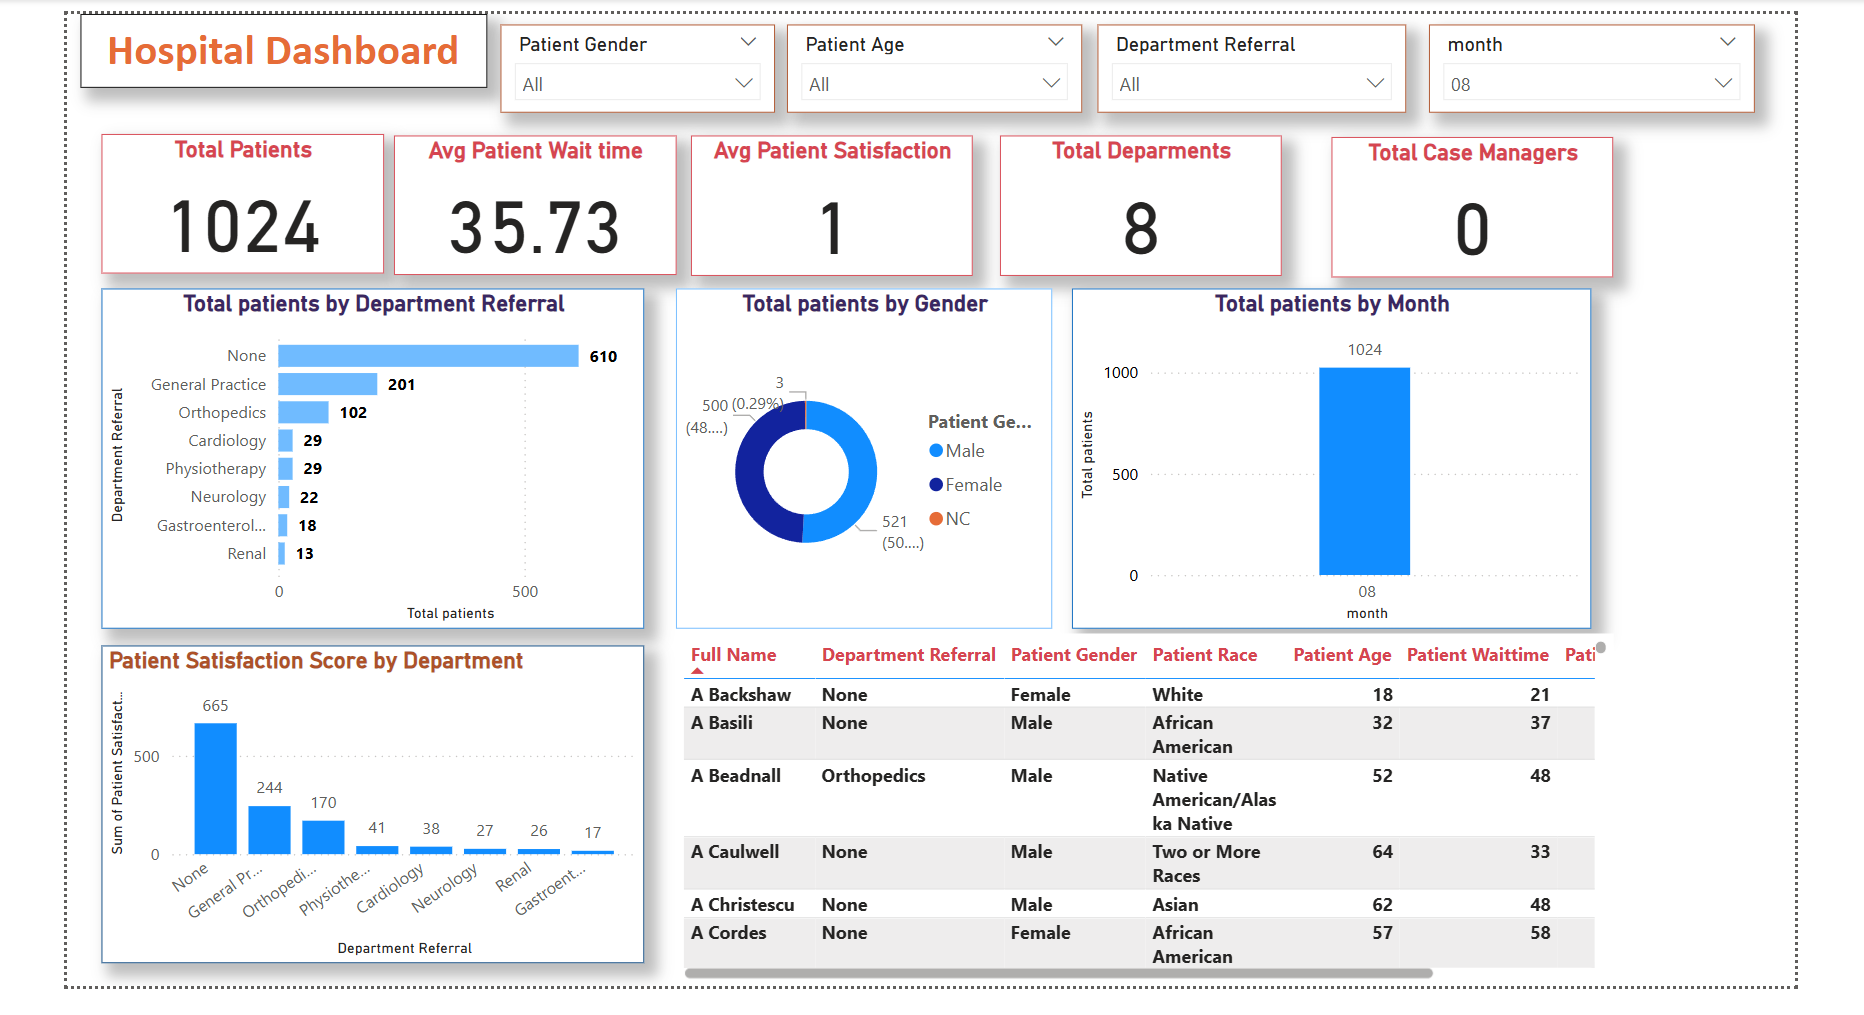 Hospital Dashboard
Patient Gender
All
Patient Age
All
Department Referral
All
month
08
Total Patients
1024
Avg Patient Wait time
35.73
Avg Patient Satisfaction
1
Total Deparments
8
Total Case Managers
0
Total patients by Department Referral
Department Referral
None 610
General Practice 201
Orthopedics 102
Cardiology 29
Physiotherapy 29
Neurology 22
Gastroenterol... 18
Renal 13
0 500
Total patients
Total patients by Gender
3
(0.29%)
500
(48....)
521
(50....)
Patient Ge...
Male
Female
NC
Total patients by Month
Total patients
1024
1000
500
0
08
month
Patient Satisfaction Score by Department
Sum of Patient Satisfact...
500
0
665 244 170 41 38 27 26 17
None General Pr... Orthopedi... Physiothe... Cardiology Neurology Renal Gastroent...
Department Referral
Full Name Department Referral Patient Gender Patient Race Patient Age Patient Waittime Pati
A Backshaw None Female White 18 21
A Basili None Male African 32 37
American
A Beadnall Orthopedics Male Native 52 48
American/Alas
ka Native
A Caulwell None Male Two or More 64 33
Races
A Christescu None Male Asian 62 48
A Cordes None Female African 57 58
American